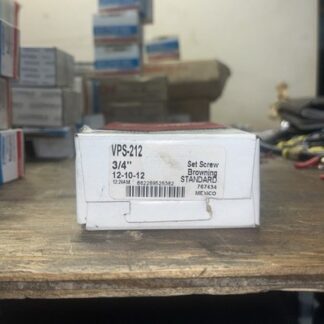 VPS-212
3/4"
12-10-12
Set Screw
Browning
STANDARD
767434
MEXICO